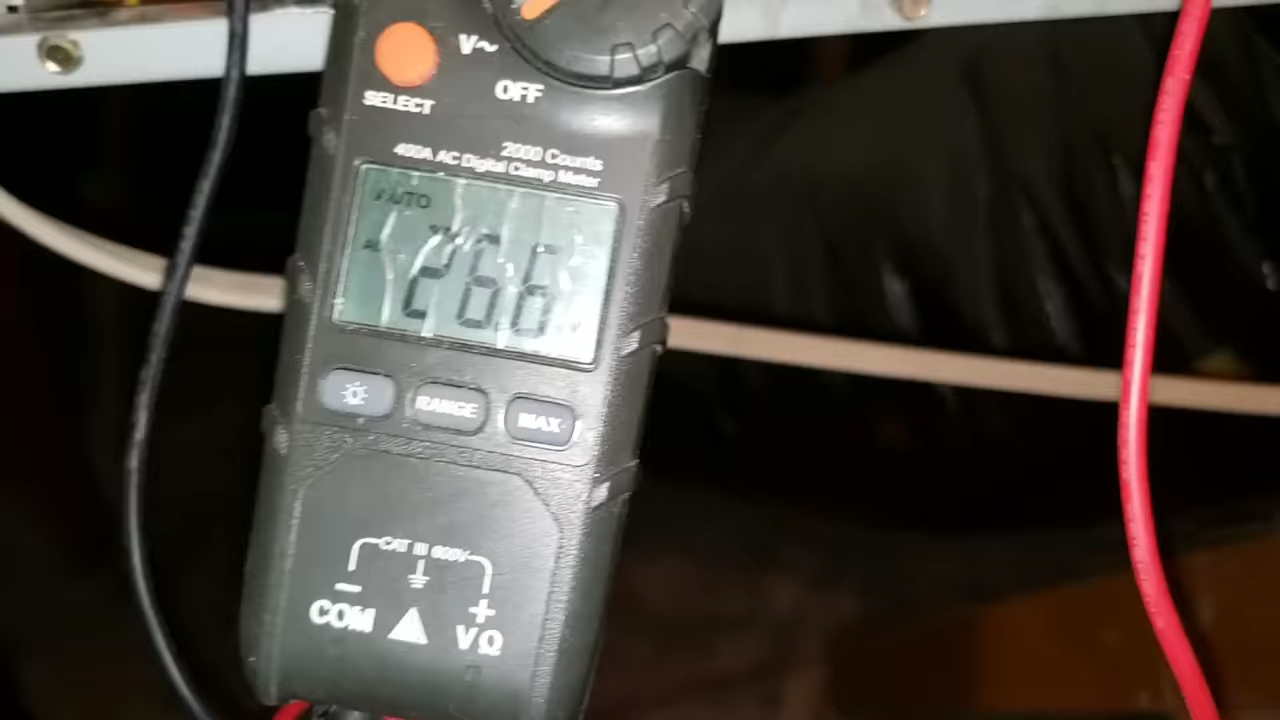 V~
OFF
SELECT
2000 Counts
400A AC Digital Clamp Meter
AUTO
266
RANGE
MAX
CAT III 600V
COM
VΩ